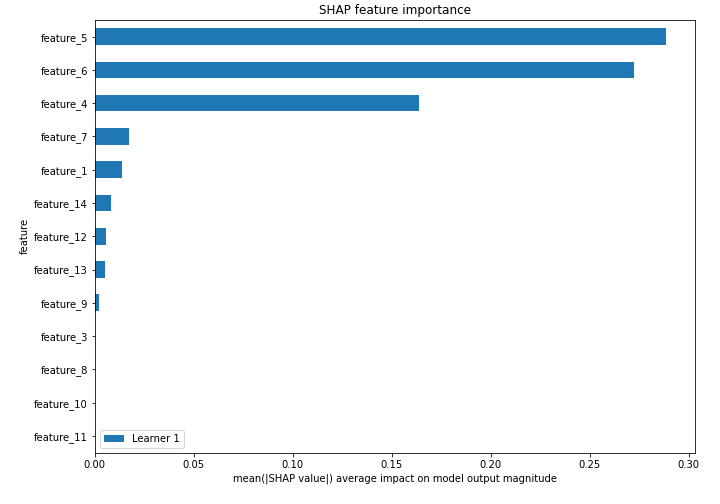 SHAP feature importance
feature_5
feature_6
feature_4
feature_7
feature_1
feature_14
feature_12
feature_13
feature_9
feature_3
feature_8
feature_10
feature_11
feature
Learner 1
0.00 0.05 0.10 0.15 0.20 0.25 0.30
mean(|SHAP value|) average impact on model output magnitude